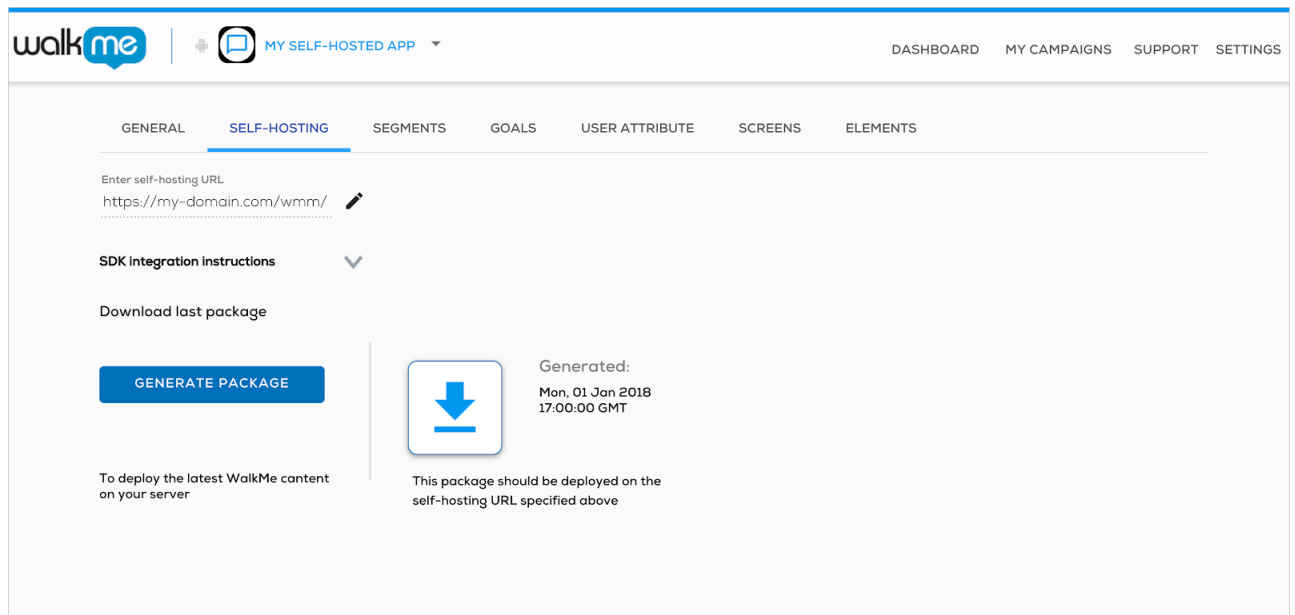 walkme
MY SELF-HOSTED APP
DASHBOARD MY CAMPAIGNS SUPPORT SETTINGS
GENERAL SELF-HOSTING SEGMENTS GOALS USER ATTRIBUTE SCREENS ELEMENTS
Enter self-hosting URL
https://my-domain.com/wmm/
SDK integration instructions
Download last package
GENERATE PACKAGE
To deploy the latest WalkMe cantent
on your server
Generated:
Mon, 01 Jan 2018
17:00:00 GMT
This package should be deployed on the
self-hosting URL specified above